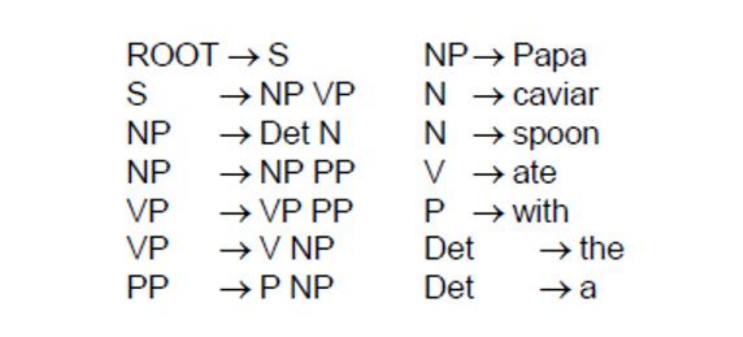 ROOT → S
S → NP VP
NP → Det N
NP → NP PP
VP → VP PP
VP → V NP
PP → P NP
NP → Papa
N → caviar
N → spoon
V → ate
P → with
Det → the
Det → a